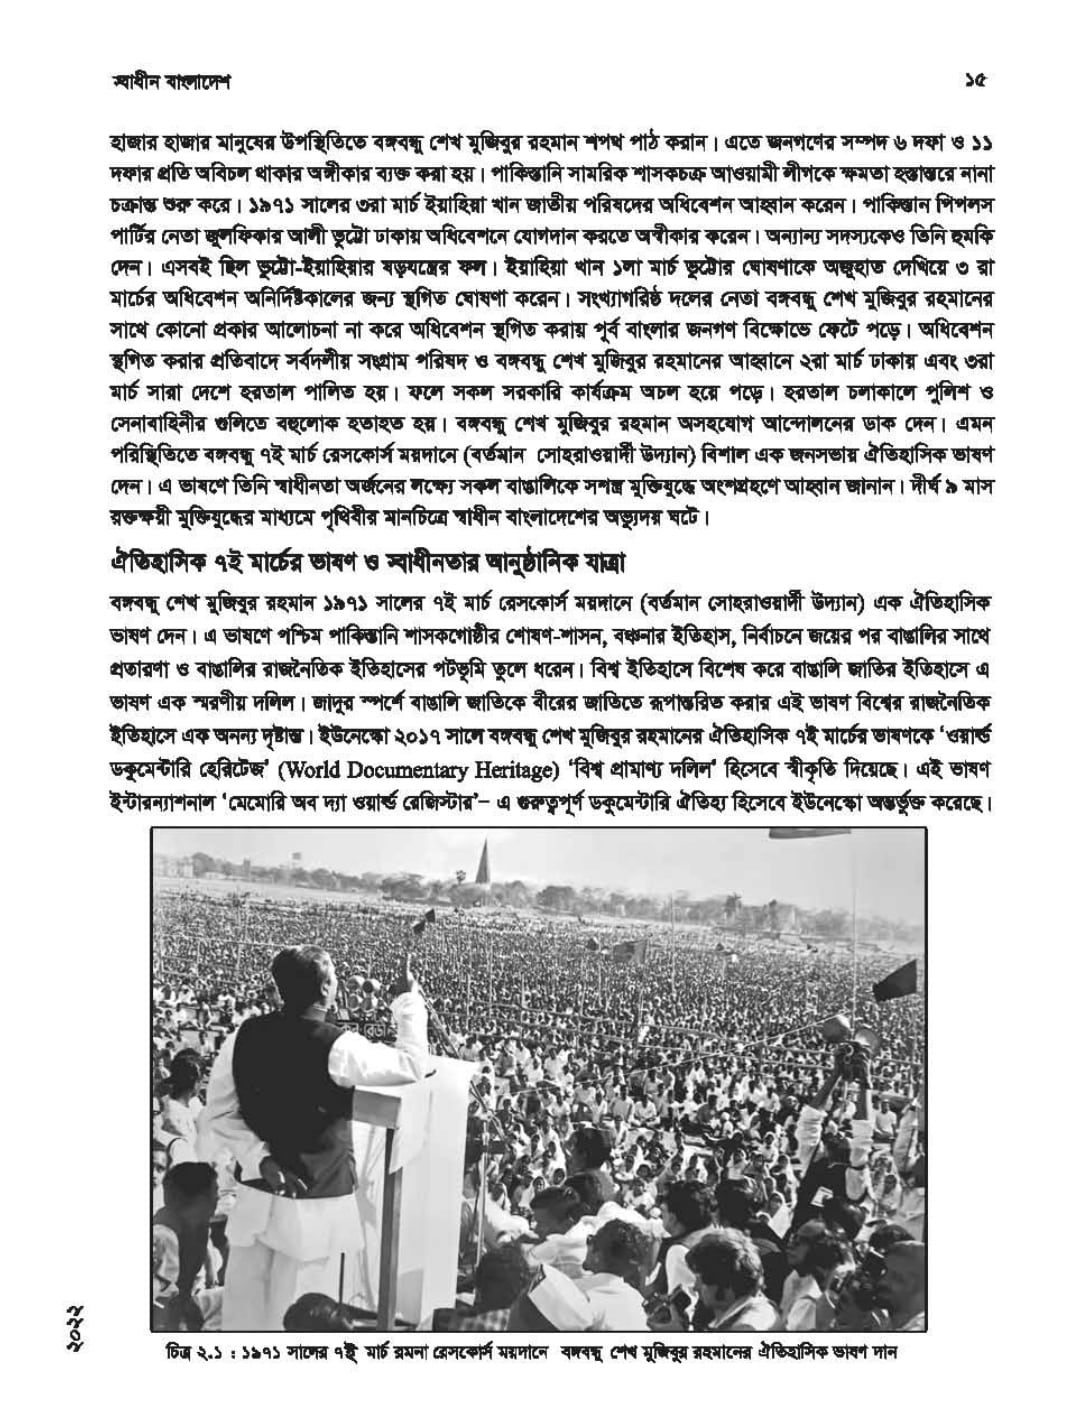 স্বাধীন বাংলাদেশ
১৫
হাজার হাজার মানুষের উপস্থিতিতে বঙ্গবন্ধু শেখ মুজিবুর রহমান শপথ পাঠ করান। এতে জনগণের সম্পদ ৬ দফা ও ১১
দফার প্রতি অবিচল থাকার অঙ্গীকার ব্যক্ত করা হয়। পাকিস্তানি সামরিক শাসকচক্র আওয়ামী লীগকে ক্ষমতা হস্তান্তরে নানা
চক্রান্ত শুরু করে। ১৯৭১ সালের ৩রা মার্চ ইয়াহিয়া খান জাতীয় পরিষদের অধিবেশন আহ্বান করেন। পাকিস্তান পিপলস
পার্টির নেতা জুলফিকার আলী ভুট্টো ঢাকায় অধিবেশনে যোগদান করতে অস্বীকার করেন। অন্যান্য সদস্যকেও তিনি হুমকি
দেন। এসবই ছিল ভুট্টো-ইয়াহিয়ার ষড়যন্ত্রের ফল। ইয়াহিয়া খান ১লা মার্চ ভুট্টোর ঘোষণাকে অজুহাত দেখিয়ে ৩ রা
মার্চের অধিবেশন অনির্দিষ্টকালের জন্য স্থগিত ঘোষণা করেন। সংখ্যাগরিষ্ঠ দলের নেতা বঙ্গবন্ধু শেখ মুজিবুর রহমানের
সাথে কোনো প্রকার আলোচনা না করে অধিবেশন স্থগিত করায় পূর্ব বাংলার জনগণ বিক্ষোভে ফেটে পড়ে। অধিবেশন
স্থগিত করার প্রতিবাদে সর্বদলীয় সংগ্রাম পরিষদ ও বঙ্গবন্ধু শেখ মুজিবুর রহমানের আহ্বানে ২রা মার্চ ঢাকায় এবং ৩রা
মার্চ সারা দেশে হরতাল পালিত হয়। ফলে সকল সরকারি কার্যক্রম অচল হয়ে পড়ে। হরতাল চলাকালে পুলিশ ও
সেনাবাহিনীর গুলিতে বহুলোক হতাহত হয়। বঙ্গবন্ধু শেখ মুজিবুর রহমান অসহযোগ আন্দোলনের ডাক দেন। এমন
পরিস্থিতিতে বঙ্গবন্ধু ৭ই মার্চ রেসকোর্স ময়দানে (বর্তমান সোহরাওয়ার্দী উদ্যান) বিশাল এক জনসভায় ঐতিহাসিক ভাষণ
দেন। এ ভাষণে তিনি স্বাধীনতা অর্জনের লক্ষ্যে সকল বাঙালিকে সশস্ত্র মুক্তিযুদ্ধে অংশগ্রহণে আহ্বান জানান। দীর্ঘ ৯ মাস
রক্তক্ষয়ী মুক্তিযুদ্ধের মাধ্যমে পৃথিবীর মানচিত্রে স্বাধীন বাংলাদেশের অভ্যুদয় ঘটে।
ঐতিহাসিক ৭ই মার্চের ভাষণ ও স্বাধীনতার আনুষ্ঠানিক যাত্রা
বঙ্গবন্ধু শেখ মুজিবুর রহমান ১৯৭১ সালের ৭ই মার্চ রেসকোর্স ময়দানে (বর্তমান সোহরাওয়ার্দী উদ্যান) এক ঐতিহাসিক
ভাষণ দেন। এ ভাষণে পশ্চিম পাকিস্তানি শাসকগোষ্ঠীর শোষণ-শাসন, বঞ্চনার ইতিহাস, নির্বাচনে জয়ের পর বাঙালির সাথে
প্রতারণা ও বাঙালির রাজনৈতিক ইতিহাসের পটভূমি তুলে ধরেন। বিশ্ব ইতিহাসে বিশেষ করে বাঙালি জাতির ইতিহাসে এ
ভাষণ এক স্মরণীয় দলিল। জাদুর স্পর্শে বাঙালি জাতিকে বীরের জাতিতে রূপান্তরিত করার এই ভাষণ বিশ্বের রাজনৈতিক
ইতিহাসে এক অনন্য দৃষ্টান্ত। ইউনেস্কো ২০১৭ সালে বঙ্গবন্ধু শেখ মুজিবুর রহমানের ঐতিহাসিক ৭ই মার্চের ভাষণকে ‘ওয়ার্ল্ড
ডকুমেন্টারি হেরিটেজ’ (World Documentary Heritage) ‘বিশ্ব প্রামাণ্য দলিল’ হিসেবে স্বীকৃতি দিয়েছে। এই ভাষণ
ইন্টারন্যাশনাল ‘মেমোরি অব দ্যা ওয়ার্ল্ড রেজিস্টার’– এ গুরুত্বপূর্ণ ডকুমেন্টারি ঐতিহ্য হিসেবে ইউনেস্কো অন্তর্ভুক্ত করেছে।
চিত্র ২.১ : ১৯৭১ সালের ৭ই মার্চ রমনা রেসকোর্স ময়দানে বঙ্গবন্ধু শেখ মুজিবুর রহমানের ঐতিহাসিক ভাষণ দান
২০২২